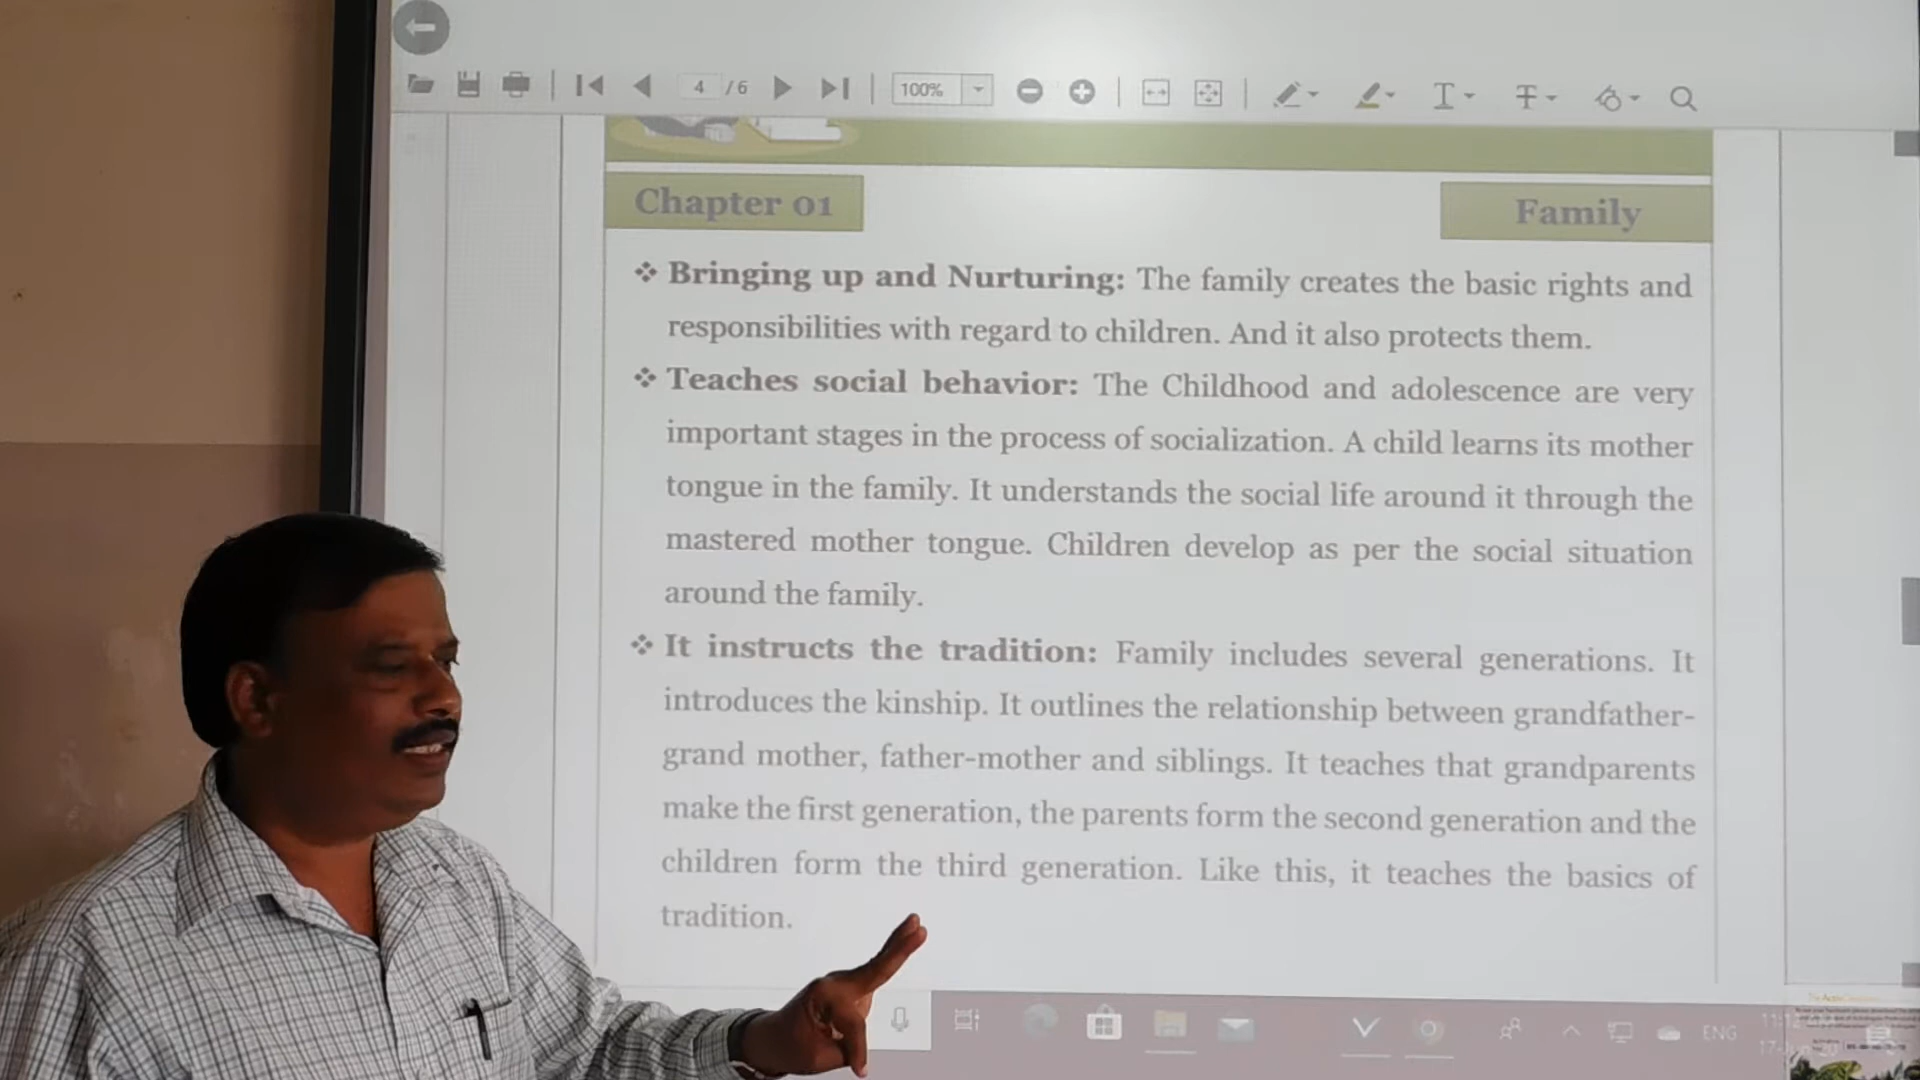 4 / 6
100%
Chapter 01
Family
❖ Bringing up and Nurturing: The family creates the basic rights and
responsibilities with regard to children. And it also protects them.
❖ Teaches social behavior: The Childhood and adolescence are very
important stages in the process of socialization. A child learns its mother
tongue in the family. It understands the social life around it through the
mastered mother tongue. Children develop as per the social situation
around the family.
❖ It instructs the tradition: Family includes several generations. It
introduces the kinship. It outlines the relationship between grandfather-
grand mother, father-mother and siblings. It teaches that grandparents
make the first generation, the parents form the second generation and the
children form the third generation. Like this, it teaches the basics of
tradition.
ENG